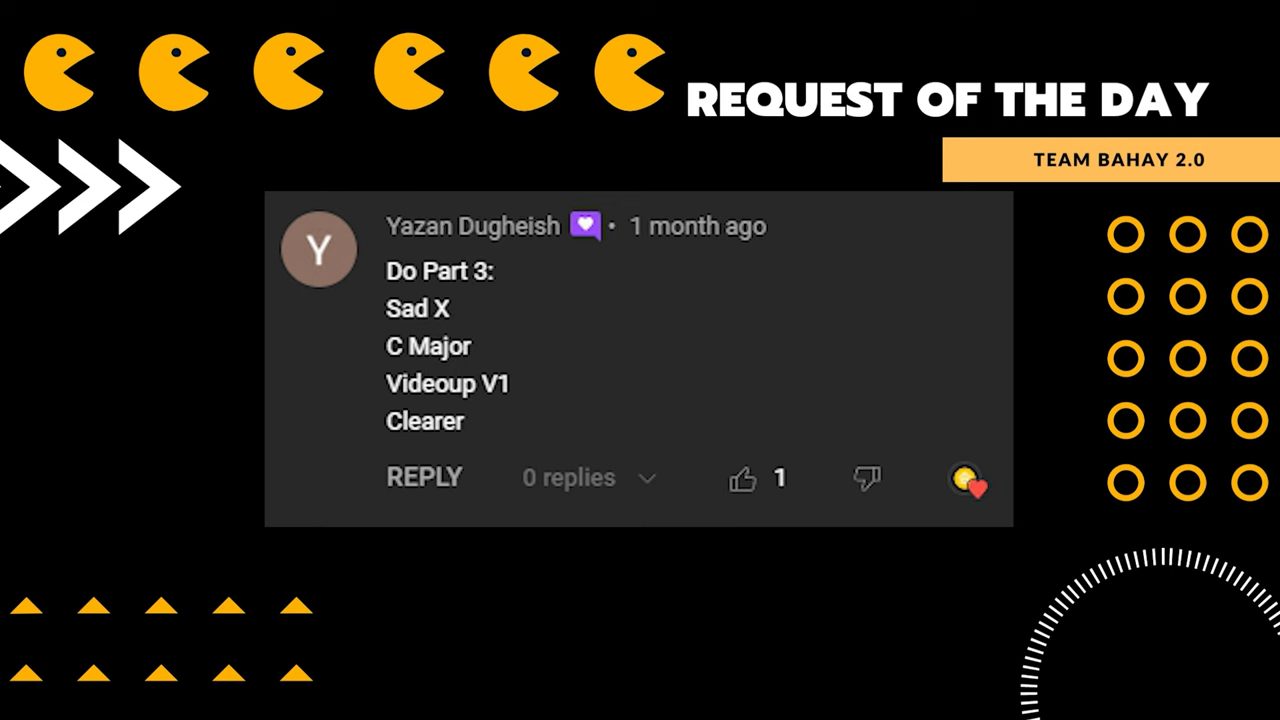 REQUEST OF THE DAY
TEAM BAHAY 2.0
Y
Yazan Dugheish • 1 month ago
Do Part 3:
Sad X
C Major
Videoup V1
Clearer
REPLY 0 replies 1